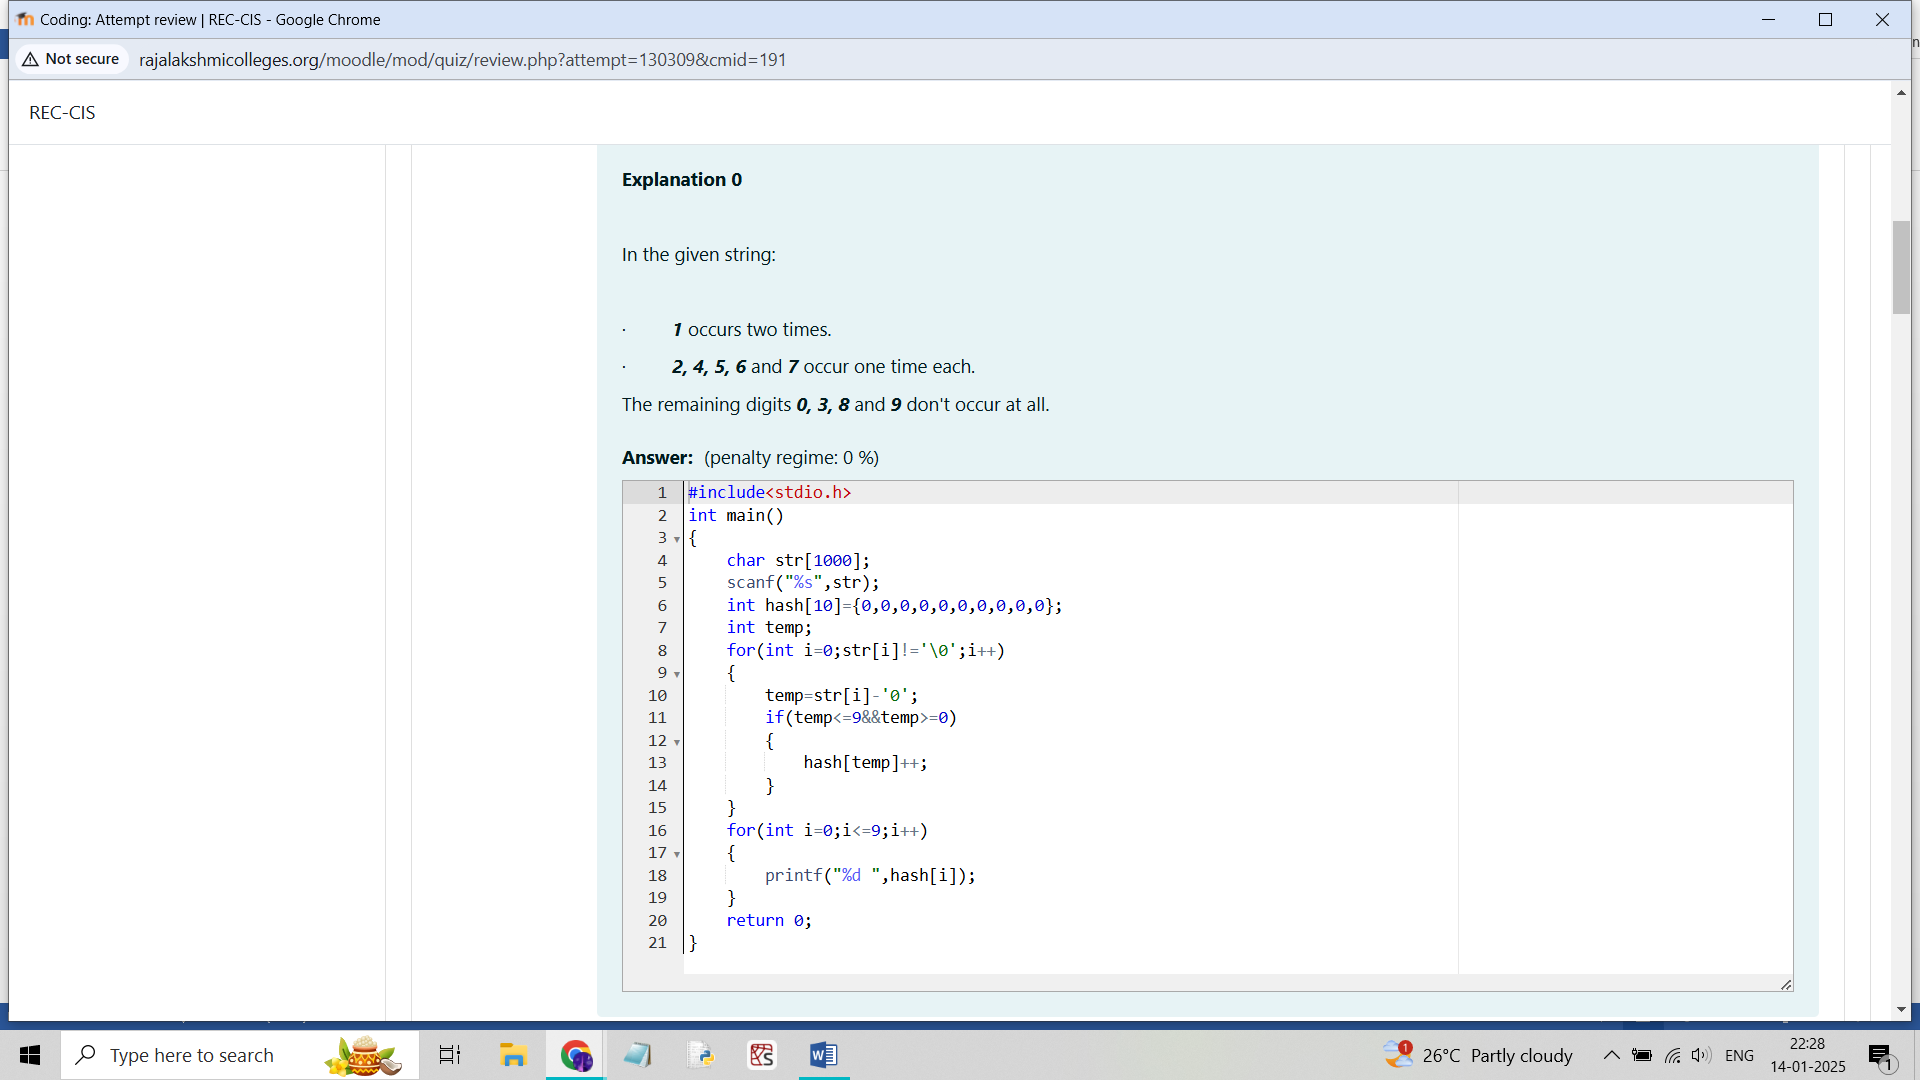 Coding: Attempt review | REC-CIS - Google Chrome
Not secure
rajalakshmicolleges.org/moodle/mod/quiz/review.php?attempt=130309&cmid=191
REC-CIS
Explanation 0
In the given string:
· 1 occurs two times.
· 2, 4, 5, 6 and 7 occur one time each.
The remaining digits 0, 3, 8 and 9 don't occur at all.
Answer: (penalty regime: 0 %)
1 #include<stdio.h>
2 int main()
3 {
4     char str[1000];
5     scanf("%s",str);
6     int hash[10]={0,0,0,0,0,0,0,0,0,0};
7     int temp;
8     for(int i=0;str[i]!='\0';i++)
9     {
10         temp=str[i]-'0';
11         if(temp<=9&&temp>=0)
12         {
13             hash[temp]++;
14         }
15     }
16     for(int i=0;i<=9;i++)
17     {
18         printf("%d ",hash[i]);
19     }
20     return 0;
21 }
Type here to search
1
26°C Partly cloudy
ENG
22:28
14-01-2025
1